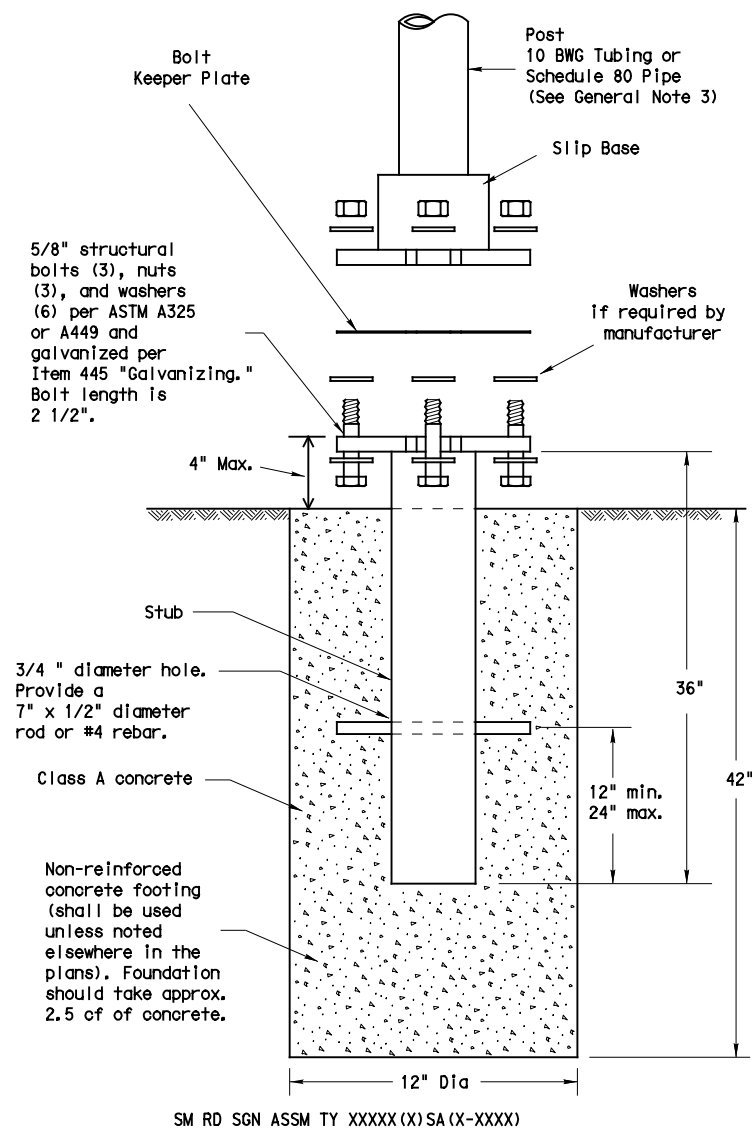 Bolt
Keeper Plate
Post
10 BWG Tubing or
Schedule 80 Pipe
(See General Note 3)
Slip Base
5/8" structural
bolts (3), nuts
(3), and washers
(6) per ASTM A325
or A449 and
galvanized per
Item 445 "Galvanizing."
Bolt length is
2 1/2".
Washers
if required by
manufacturer
4" Max.
Stub
3/4 " diameter hole.
Provide a
7" x 1/2" diameter
rod or #4 rebar.
36"
Class A concrete
12" min.
24" max.
42"
Non-reinforced
concrete footing
(shall be used
unless noted
elsewhere in the
plans). Foundation
should take approx.
2.5 cf of concrete.
12" Dia
SM RD SGN ASSM TY XXXXX(X)SA(X-XXXX)